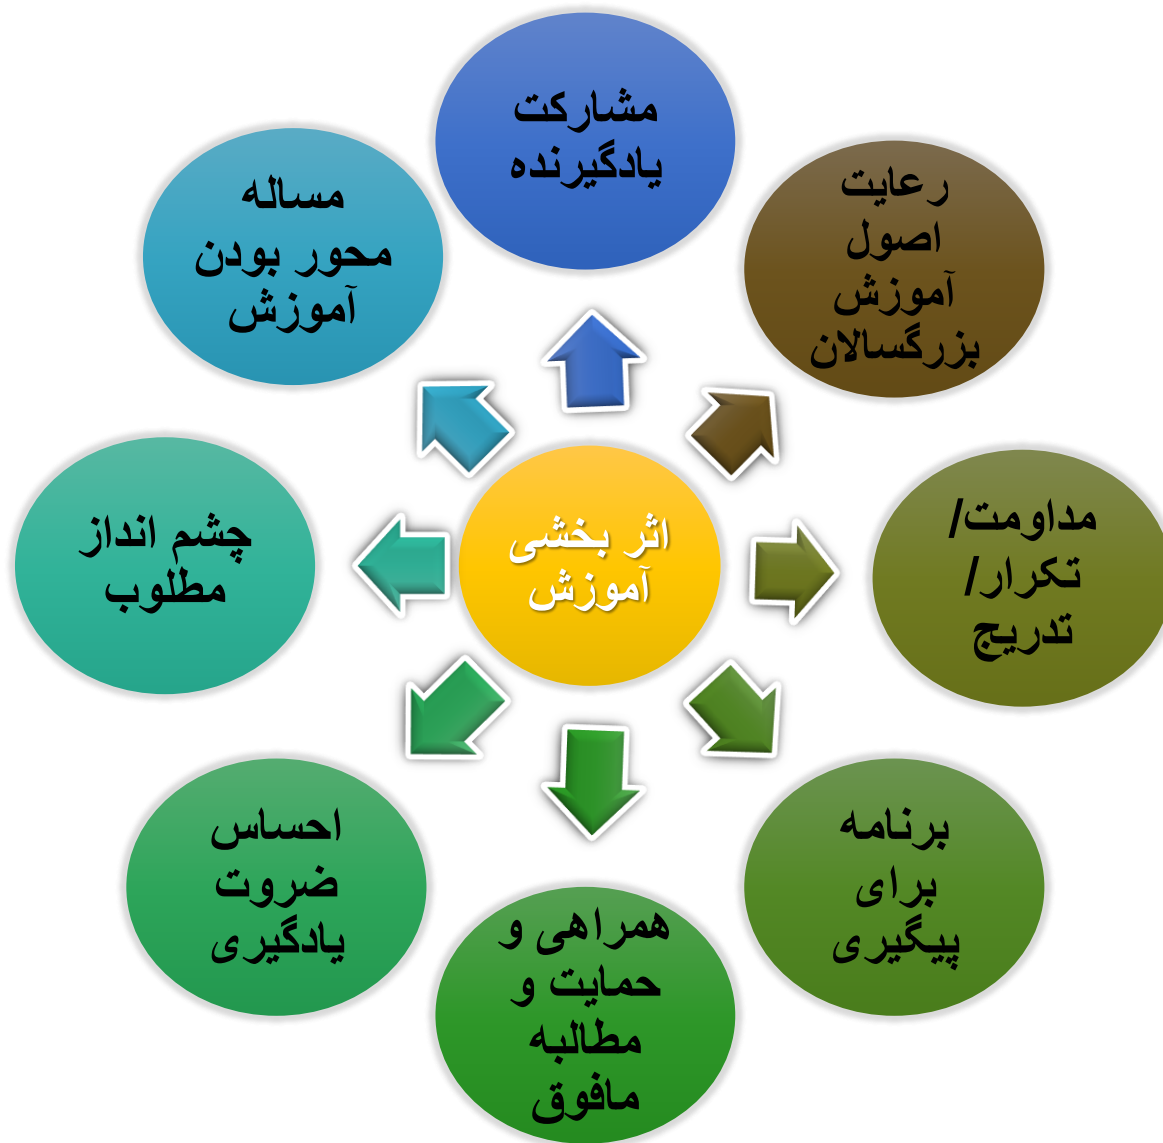 مشارکت
یادگیرنده
رعایت
اصول
آموزش
بزرگسالان
مداومت/
تکرار/
تدریج
برنامه
برای
پیگیری
همراهی و
حمایت و
مطالبه
مافوق
احساس
ضروت
یادگیری
چشم انداز
مطلوب
مساله
محور بودن
آموزش
اثر بخشی
آموزش